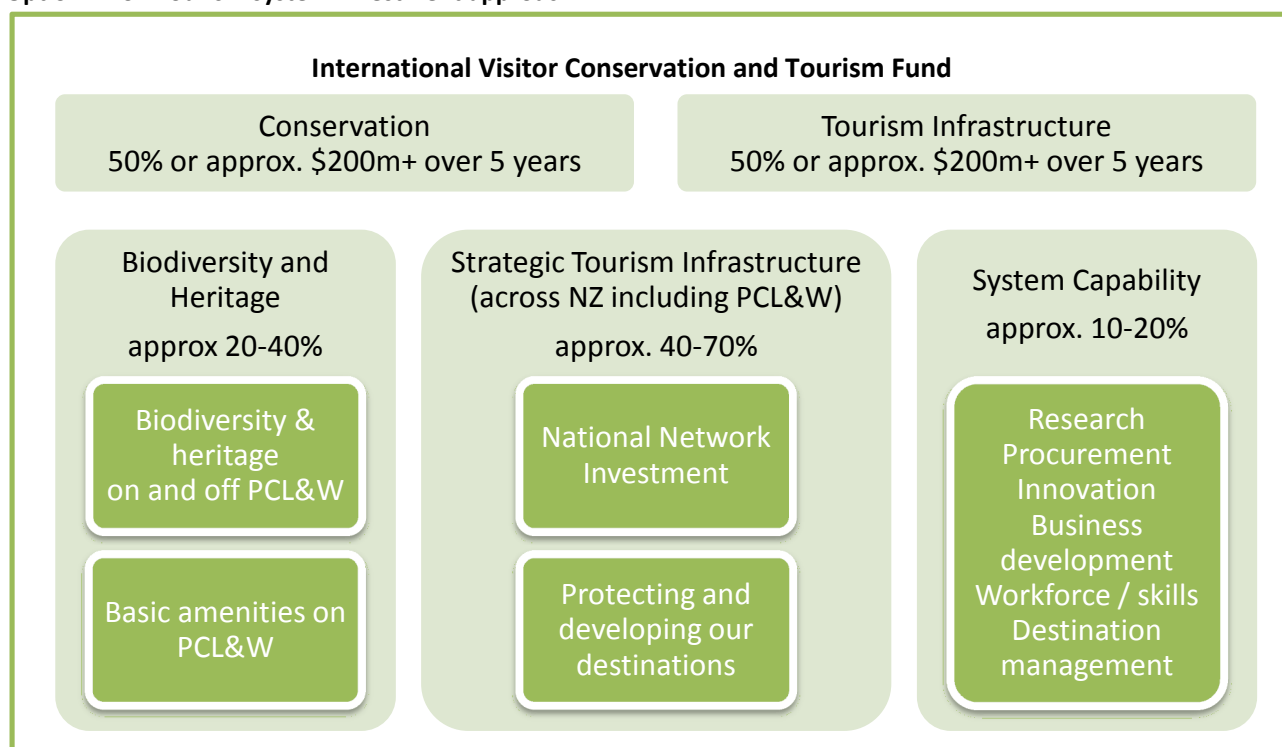 International Visitor Conservation and Tourism Fund
Conservation
50% or approx. $200m+ over 5 years
Tourism Infrastructure
50% or approx. $200m+ over 5 years
Biodiversity and
Heritage
approx 20-40%
Biodiversity &
heritage
on and off PCL&W
Basic amenities on
PCL&W
Strategic Tourism Infrastructure
(across NZ including PCL&W)
approx. 40-70%
National Network
Investment
Protecting and
developing our
destinations
System Capability
approx. 10-20%
Research
Procurement
Innovation
Business
development
Workforce / skills
Destination
management